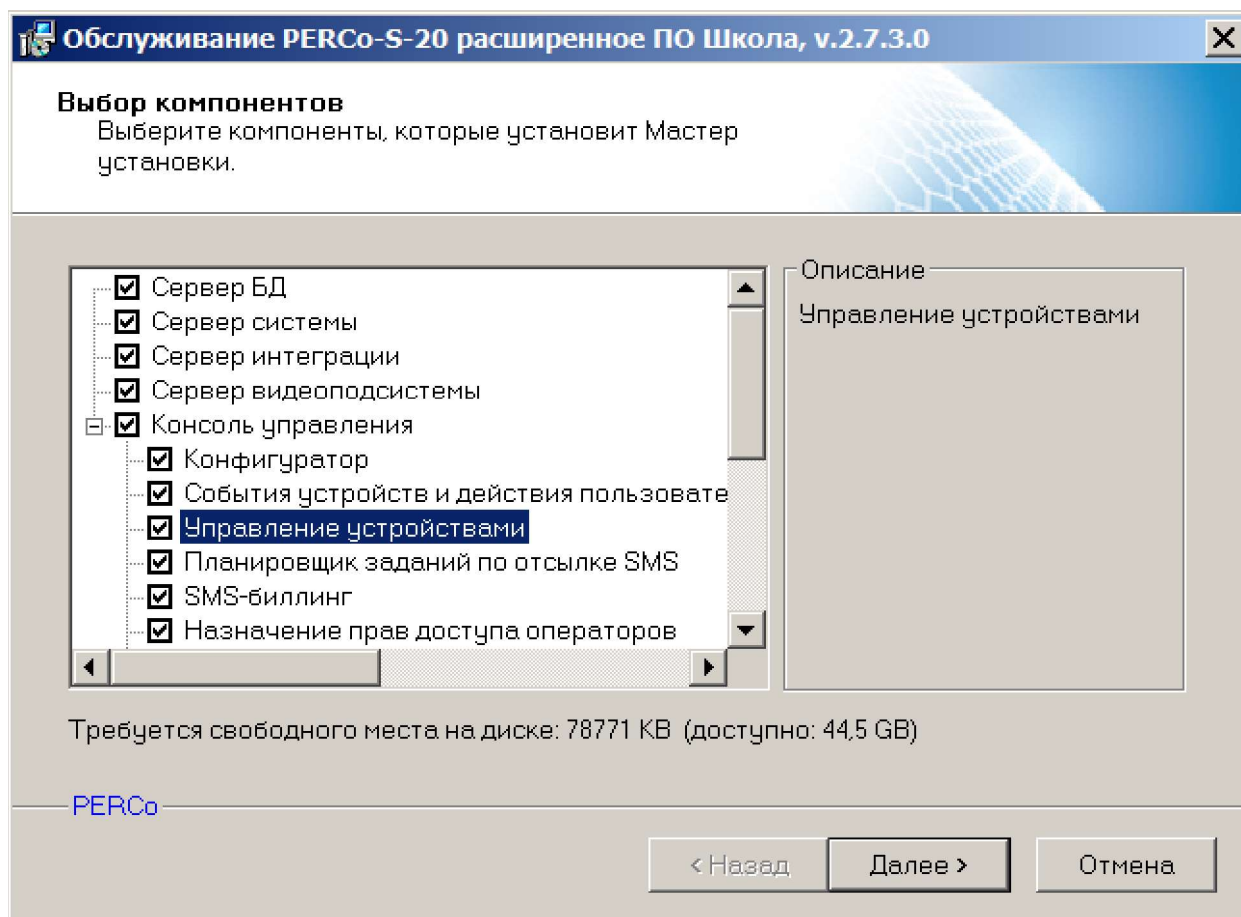 Обслуживание PERCo-S-20 расширенное ПО Школа, v.2.7.3.0
Выбор компонентов
Выберите компоненты, которые установит Мастер
установки.
Сервер БД
Сервер системы
Сервер интеграции
Сервер видеоподсистемы
Консоль управления
Конфигуратор
События устройств и действия пользовате
Управление устройствами
Планировщик заданий по отсылке SMS
SMS-биллинг
Назначение прав доступа операторов
Описание
Управление устройствами
Требуется свободного места на диске: 78771 KB (доступно: 44,5 GB)
PERCo
< Назад
Далее >
Отмена